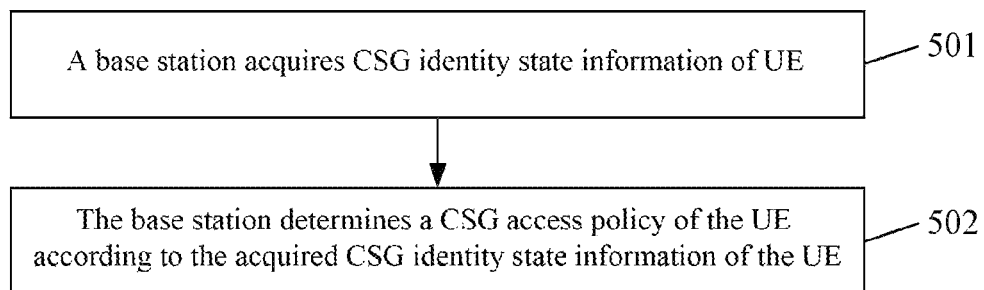 A base station acquires CSG identity state information of UE
501
The base station determines a CSG access policy of the UE
according to the acquired CSG identity state information of the UE
502